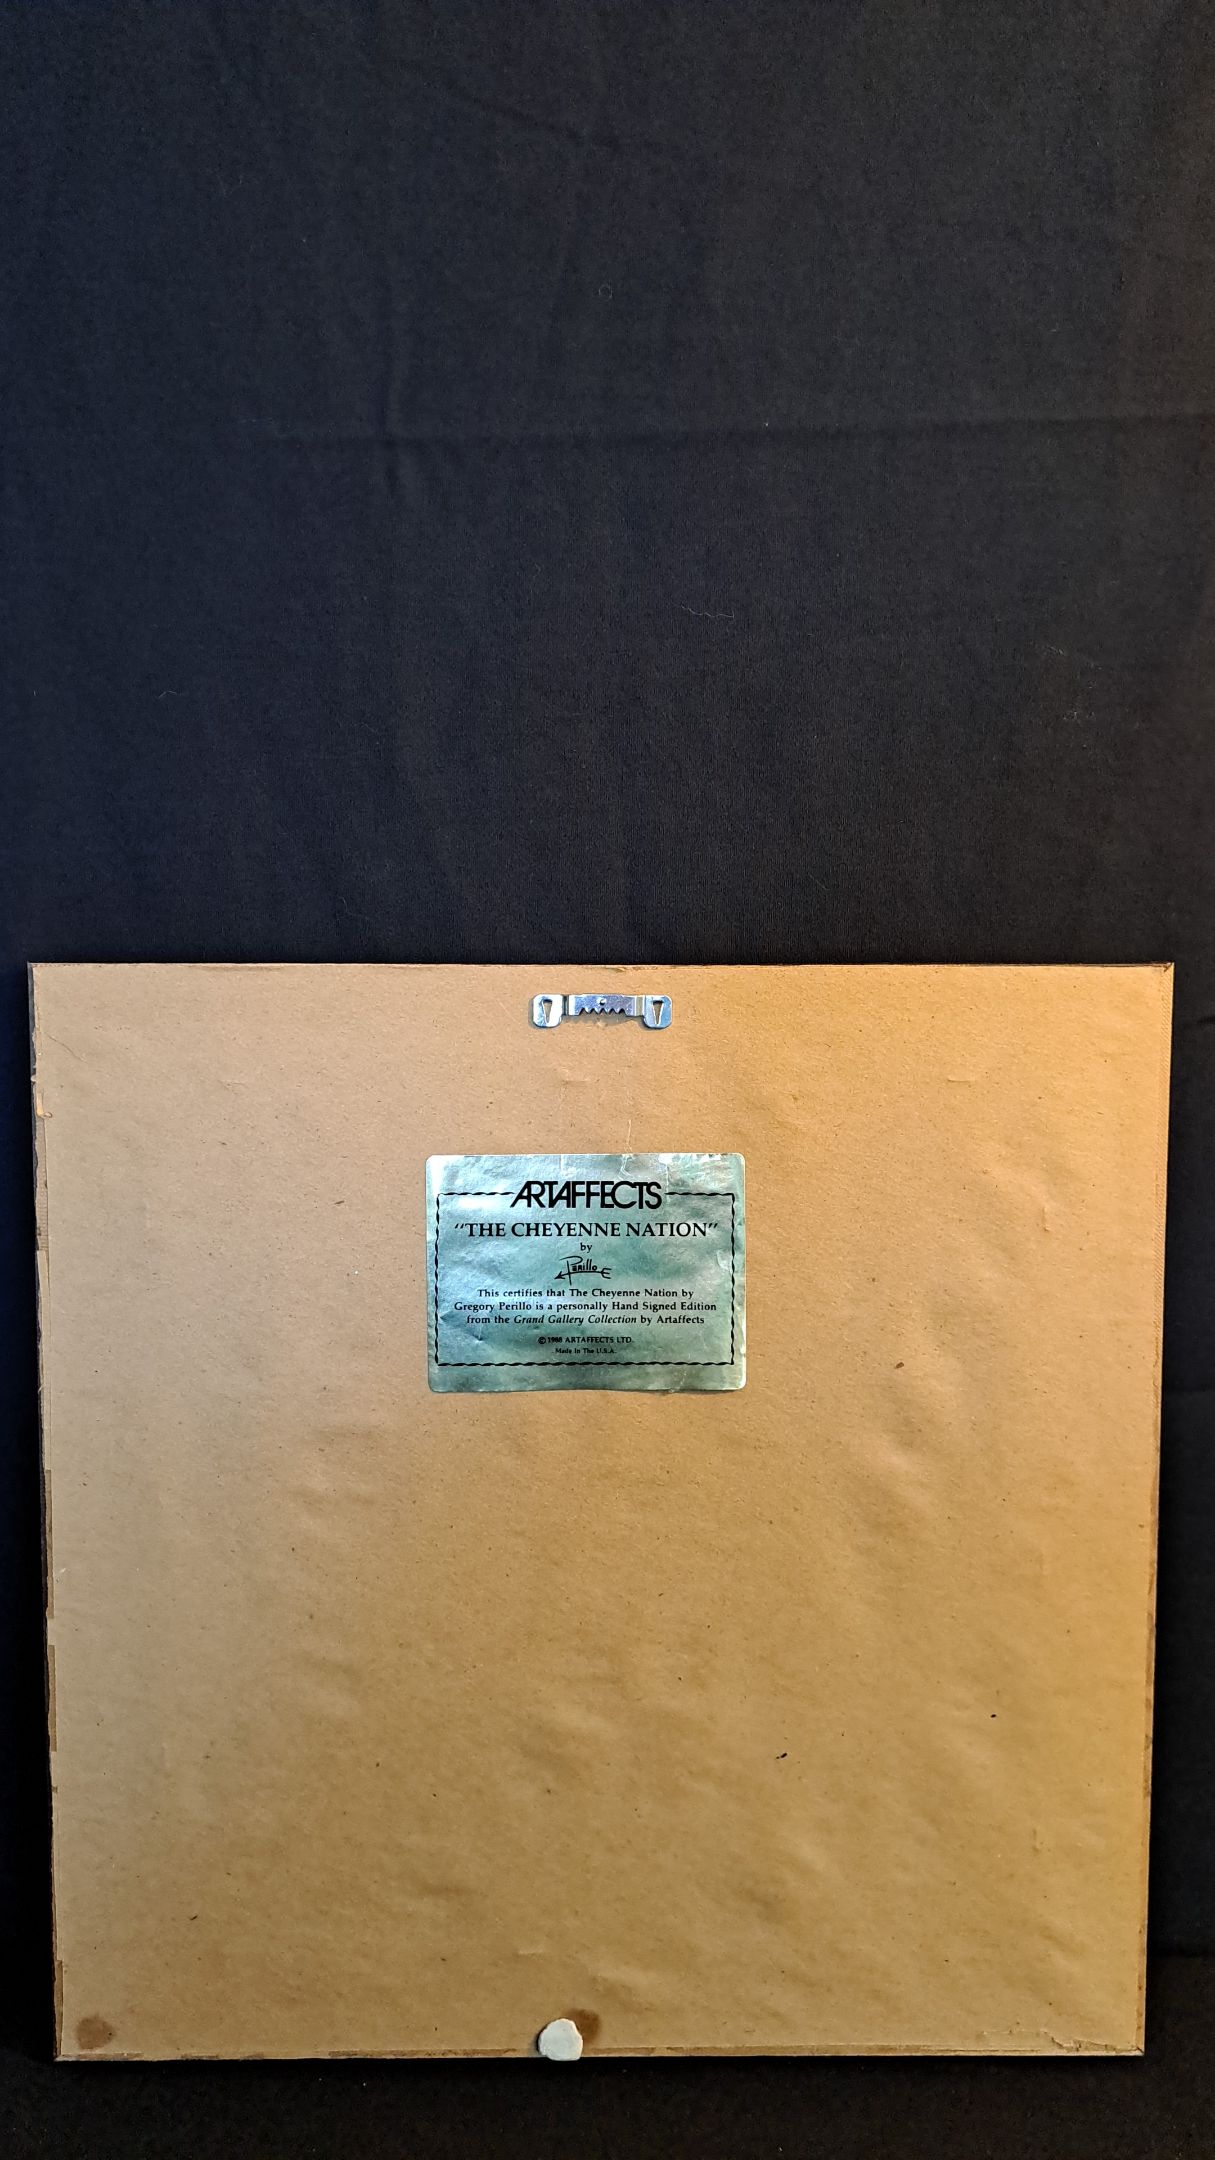 ARTAFFECTS
"THE CHEYENNE NATION"
by
Perillo
This certifies that The Cheyenne Nation by
Gregory Perillo is a personally Hand Signed Edition
from the Grand Gallery Collection by Artaffects
© 1988 ARTAFFECTS LTD.
Made In The U.S.A.